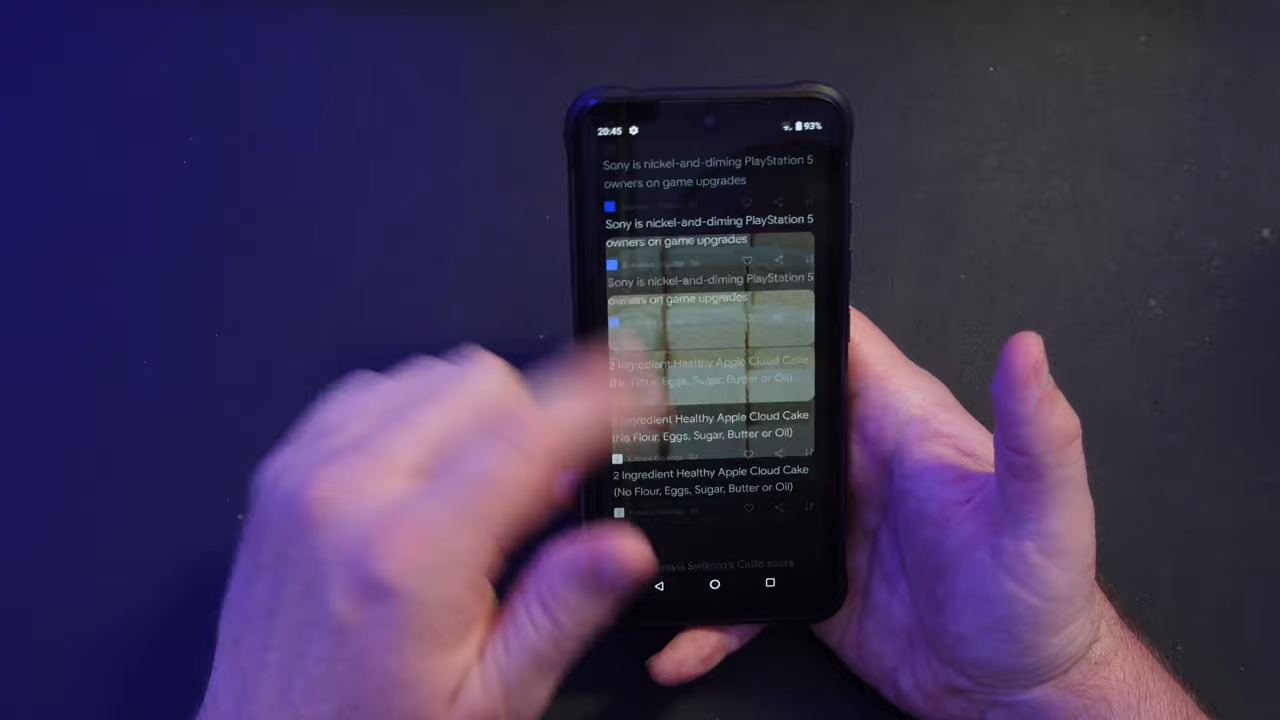 20:45 93%
Sony is nickel-and-diming PlayStation 5
owners on game upgrades
Sony is nickel-and-diming PlayStation 5
owners on game upgrades
Sony is nickel-and-diming PlayStation 5
owners on game upgrades
2 Ingredient Healthy Apple Cloud Cake
(No Flour, Eggs, Sugar, Butter or Oil)
Ingredient Healthy Apple Cloud Cake
(No Flour, Eggs, Sugar, Butter or Oil)
2 Ingredient Healthy Apple Cloud Cake
(No Flour, Eggs, Sugar, Butter or Oil)